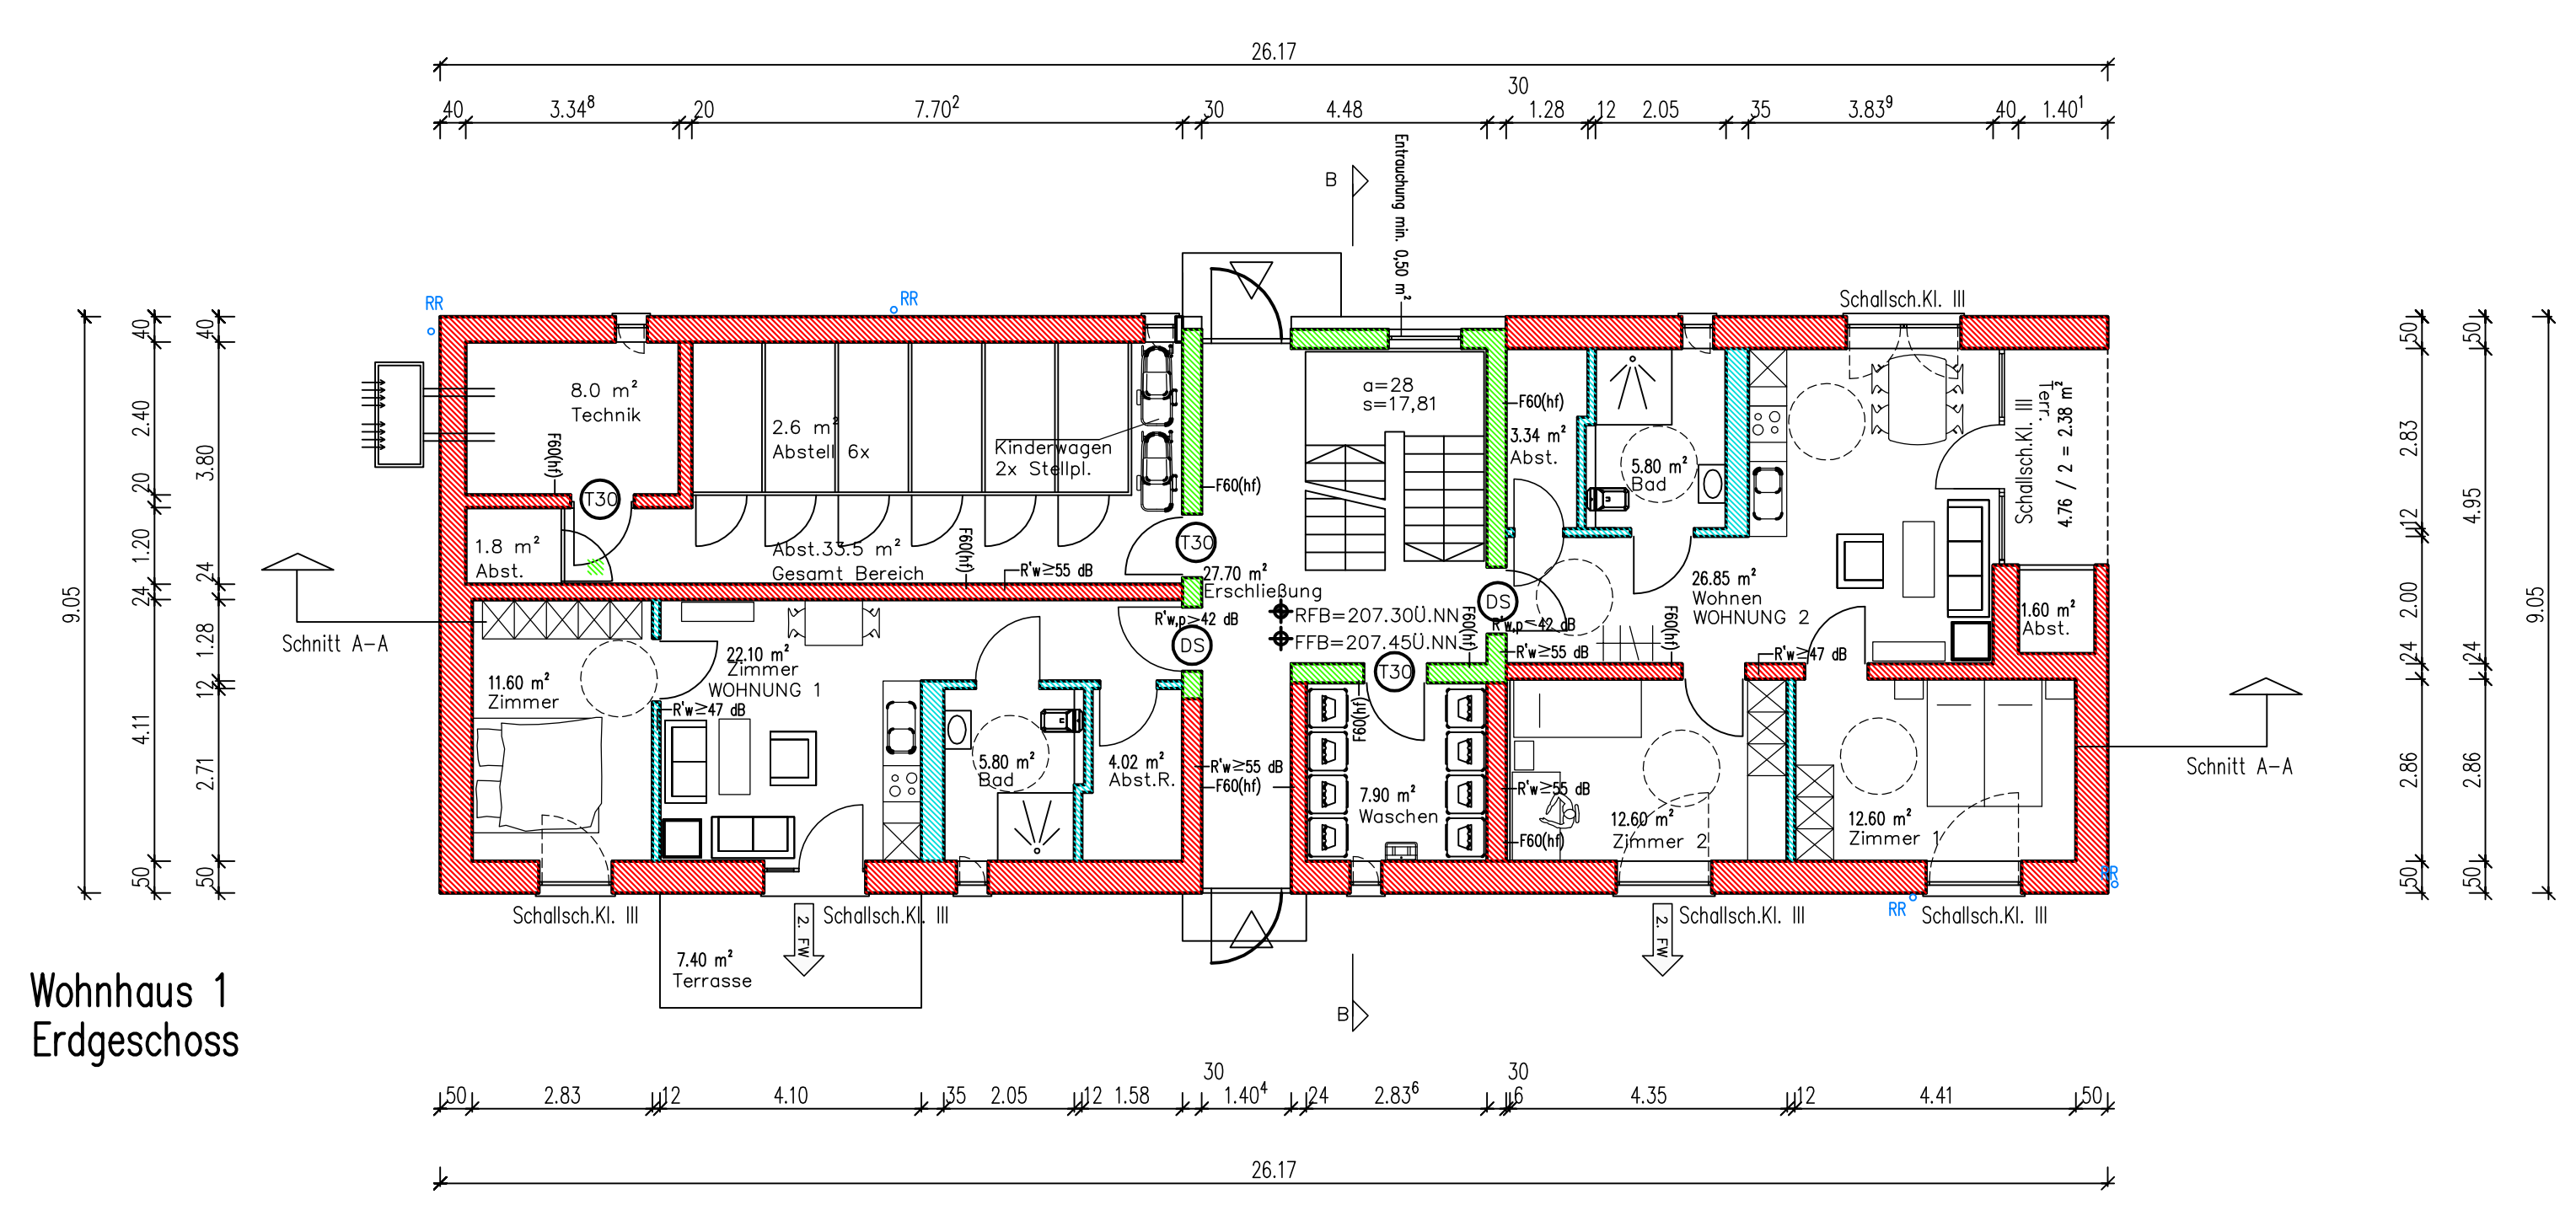 26.17
30
40 3.34⁸ 20 7.70² 30 4.48 1.28 12 2.05 35 3.83⁹ 40 1.40¹
B
Entrauchung min. 0,50 m²
RR
RR
Schallsch.Kl. III
9.05
40 2.40 20 1.20 24 1.28 12 4.11 50
40 3.80 24 2.71 50
8.0 m²
Technik
F60(hf)
T30
1.8 m²
Abst.
2.6 m²
Abstell 6x
Kinderwagen
2x Stellpl.
Abst.33.5 m²
Gesamt Bereich
F60(hf)
R'w≥55 dB
T30
F60(hf)
a=28
s=17,81
27.70 m²
Erschließung
RFB=207.30Ü.NN
FFB=207.45Ü.NN
F60(hf)
R'w,p>42 dB
DS
DS
R'w,p=42 dB
R'w≥55 dB
F60(hf)
3.34 m²
Abst.
5.80 m²
Bad
26.85 m²
Wohnen
WOHNUNG 2
F60(hf)
R'w≥47 dB
Schallsch.Kl. III
Terr.
4.76 / 2 = 2.38 m²
1.60 m²
Abst.
50 2.83 12 2.00 24 2.86 50
50 4.95 24 2.86 50
9.05
Schnitt A-A
11.60 m²
Zimmer
22.10 m²
Zimmer
WOHNUNG 1
R'w≥47 dB
5.80 m²
Bad
4.02 m²
Abst.R.
R'w≥55 dB
F60(hf)
T30
F60(hf)
7.90 m²
Waschen
R'w≥55 dB
F60(hf)
12.60 m²
Zimmer 2
12.60 m²
Zimmer 1
Schnitt A-A
RR
RR
Schallsch.Kl. III
Schallsch.Kl. III
Schallsch.Kl. III
Schallsch.Kl. III
2. FW
2. FW
7.40 m²
Terrasse
Wohnhaus 1
Erdgeschoss
B
30 30
50 2.83 12 4.10 35 2.05 12 1.58 1.40⁴ 24 2.83⁶ 6 4.35 12 4.41 50
26.17